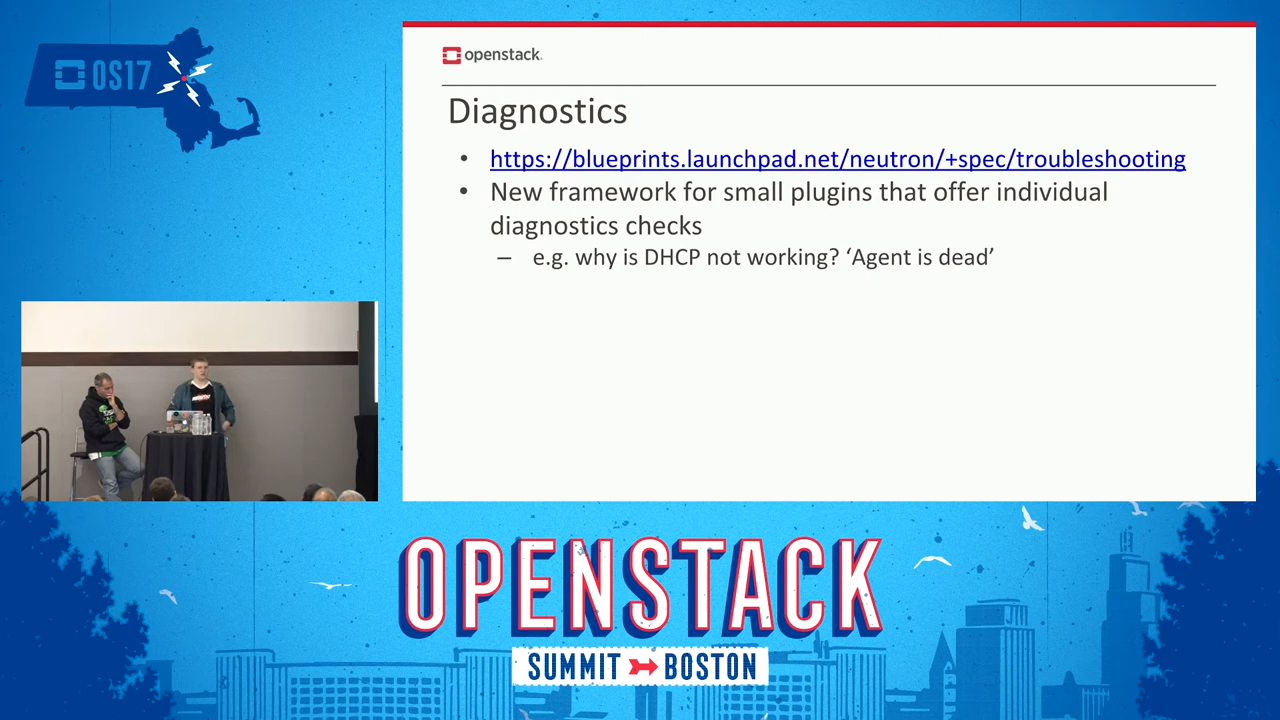 OS17
openstack.
Diagnostics
• https://blueprints.launchpad.net/neutron/+spec/troubleshooting
• New framework for small plugins that offer individual
diagnostics checks
– e.g. why is DHCP not working? ‘Agent is dead’
OPENSTACK
SUMMIT BOSTON